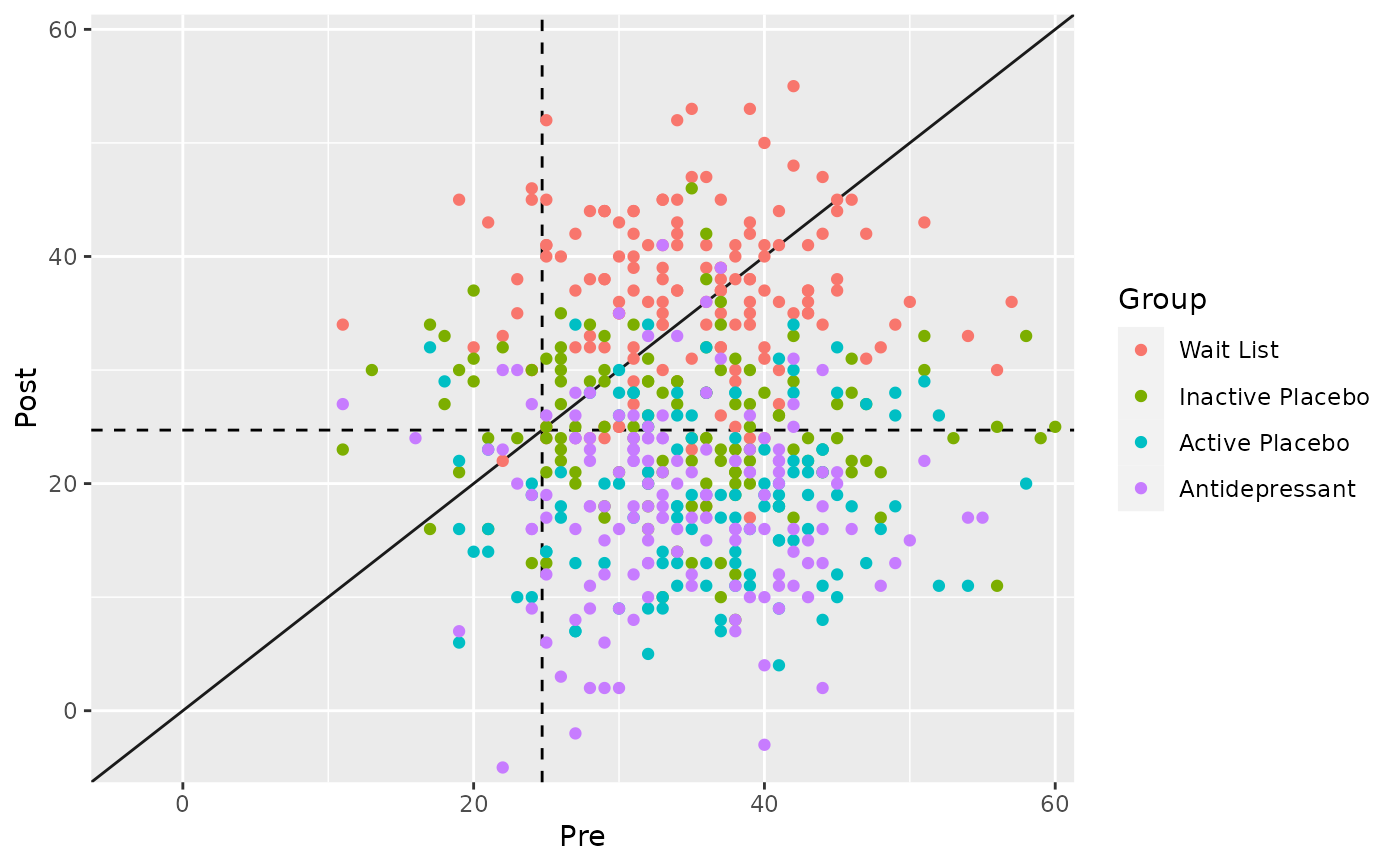 60
40
20
0
Post
0 20 40 60
Pre
Group
Wait List
Inactive Placebo
Active Placebo
Antidepressant